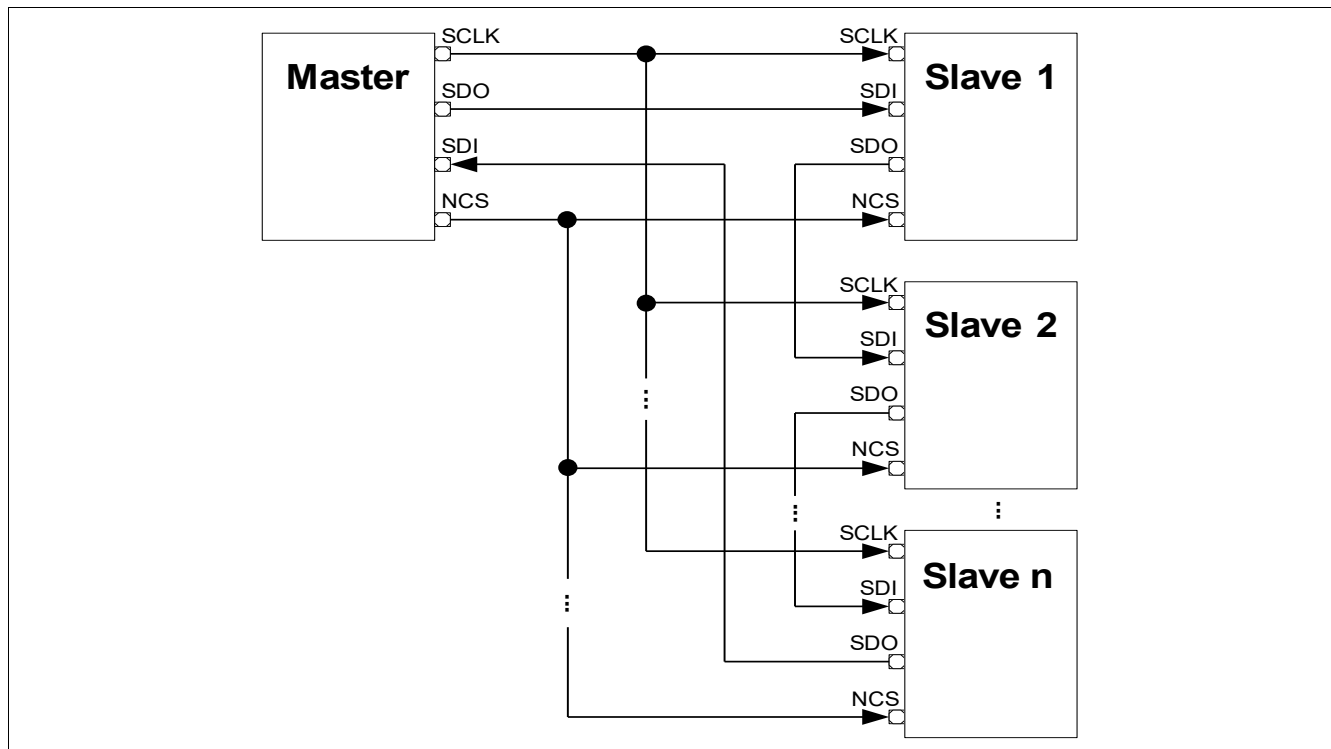 SCLK
SDO
SDI
NCS
Master
SCLK
SDI
SDO
NCS
Slave 1
SCLK
SDI
SDO
NCS
Slave 2
...
...
...
SCLK
SDI
SDO
NCS
Slave n
...